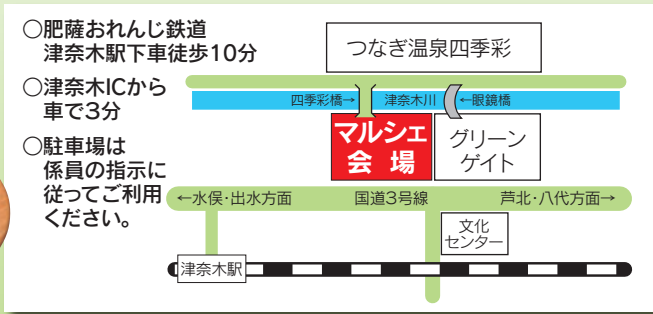 ○肥薩おれんじ鉄道
津奈木駅下車徒歩10分
○津奈木ICから
車で3分
○駐車場は
係員の指示に
従ってご利用
ください。
つなぎ温泉四季彩
四季彩橋→
津奈木川
←眼鏡橋
マルシェ
会場
グリーン
ゲイト
←水俣・出水方面
国道3号線
芦北・八代方面→
文化
センター
津奈木駅